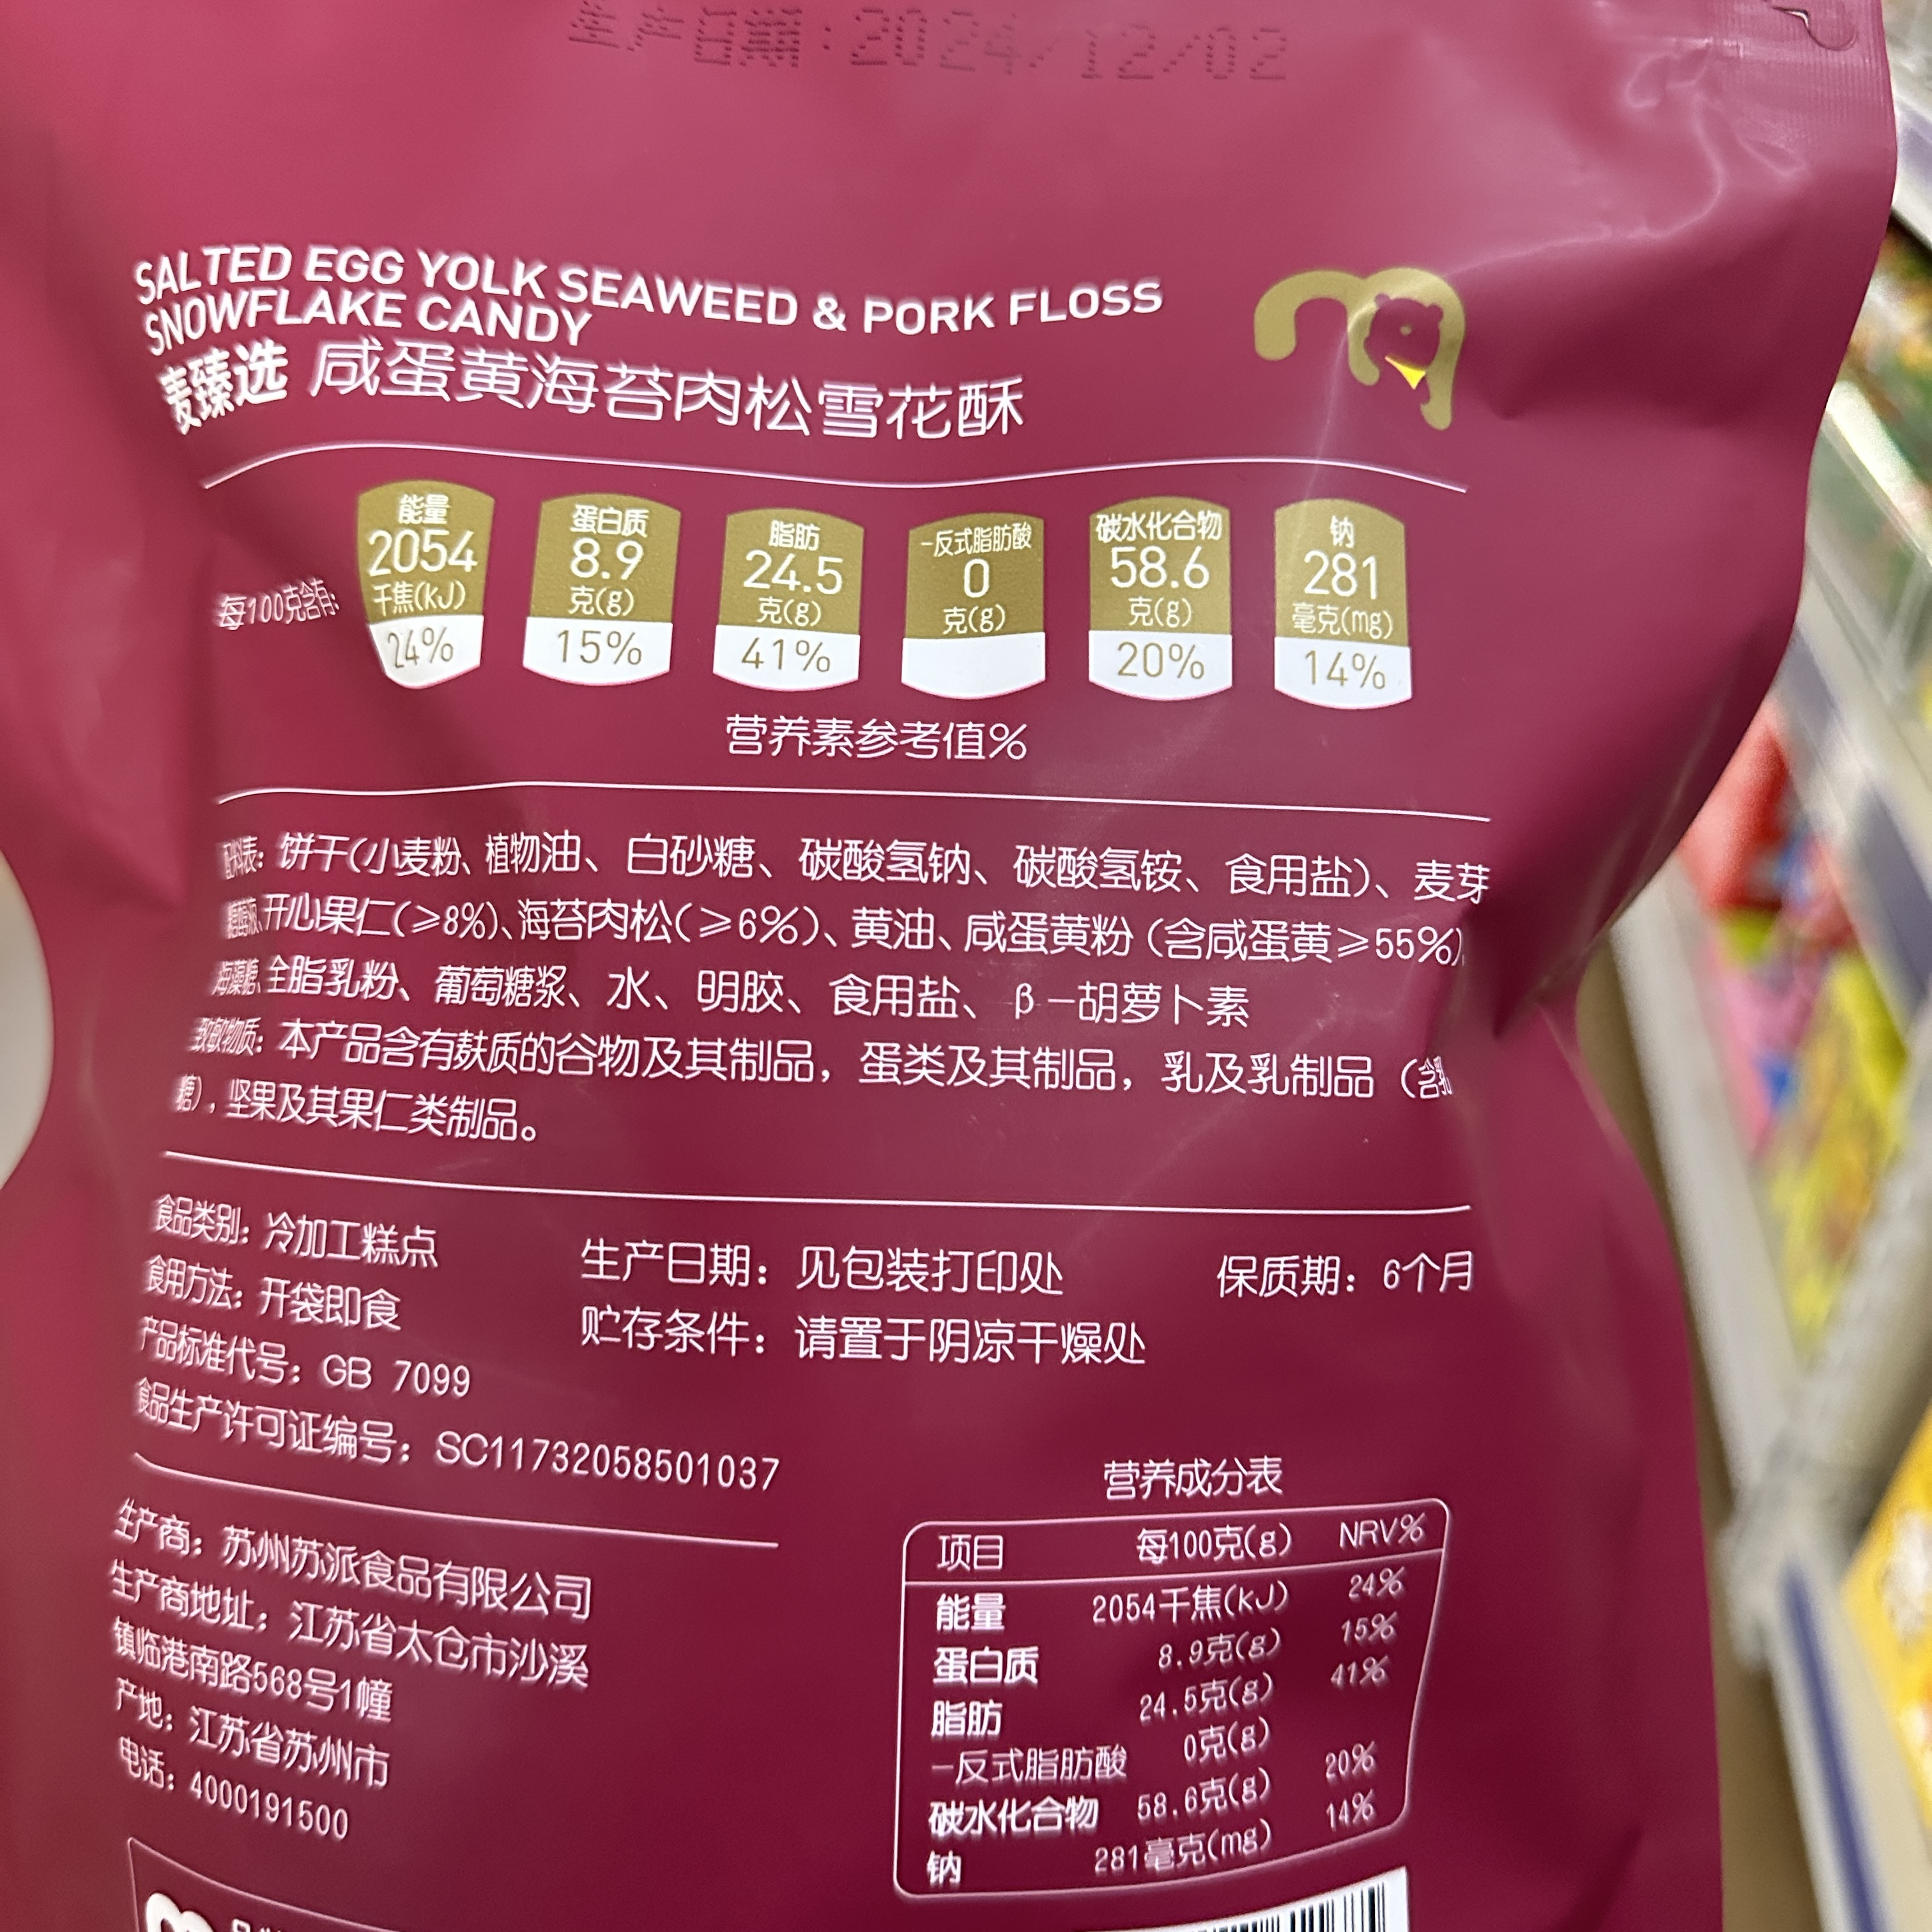 生产日期:2024/12/02
SALTED EGG YOLK SEAWEED & PORK FLOSS
SNOWFLAKE CANDY
麦臻选 咸蛋黄海苔肉松雪花酥
每100克含有:
能量 2054 千焦(kJ) 24%
蛋白质 8.9 克(g) 15%
脂肪 24.5 克(g) 41%
-反式脂肪酸 0 克(g)
碳水化合物 58.6 克(g) 20%
钠 281 毫克(mg) 14%
营养素参考值%
配料表:饼干(小麦粉、植物油、白砂糖、碳酸氢钠、碳酸氢铵、食用盐)、麦芽
糖醇液、开心果仁(≥8%)、海苔肉松(≥6%)、黄油、咸蛋黄粉(含咸蛋黄≥55%)
海藻糖、全脂乳粉、葡萄糖浆、水、明胶、食用盐、β-胡萝卜素
致敏物质:本产品含有麸质的谷物及其制品,蛋类及其制品,乳及乳制品(含乳
糖),坚果及其果仁类制品。
食品类别:冷加工糕点
食用方法:开袋即食
产品标准代号:GB 7099
食品生产许可证编号:SC11732058501037
生产日期:见包装打印处
保质期:6个月
贮存条件:请置于阴凉干燥处
生产商:苏州苏派食品有限公司
生产商地址:江苏省太仓市沙溪
镇临港南路568号1幢
产地:江苏省苏州市
电话:4000191500
营养成分表
项目 每100克(g) NRV%
能量 2054千焦(kJ) 24%
蛋白质 8.9克(g) 15%
脂肪 24.5克(g) 41%
-反式脂肪酸 0克(g)
碳水化合物 58.6克(g) 20%
钠 281毫克(mg) 14%